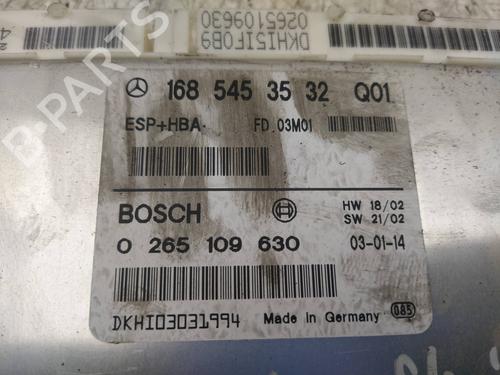 DKHI5IF0B9
0265109630
168 545 35 32 Q01
ESP+HBA. FD.03M01
BOSCH HW 18/02
SW 21/02
0 265 109 630 03-01-14
DKHI03031994 Made in Germany 085